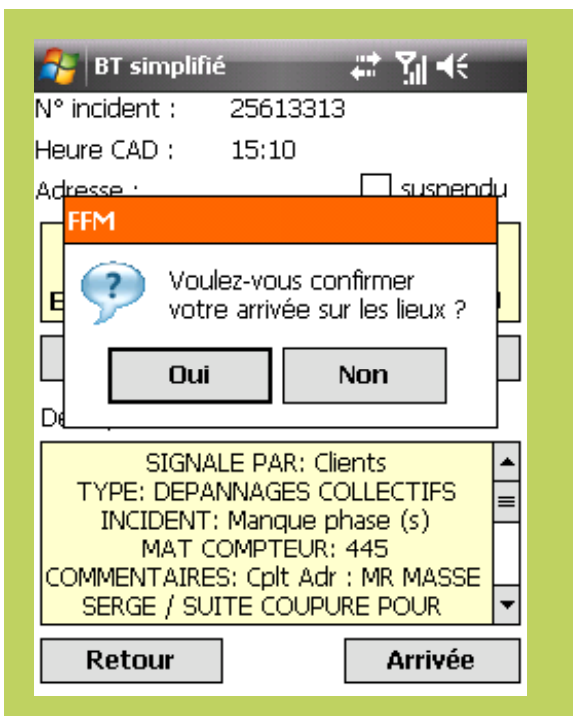 BT simplifié
N° incident : 25613313
Heure CAD : 15:10
Adresse : suspendu
FFM
Voulez-vous confirmer
votre arrivée sur les lieux ?
Oui Non
SIGNALE PAR: Clients
TYPE: DEPANNAGES COLLECTIFS
INCIDENT: Manque phase (s)
MAT COMPTEUR: 445
COMMENTAIRES: Cplt Adr : MR MASSE
SERGE / SUITE COUPURE POUR
Retour Arrivée